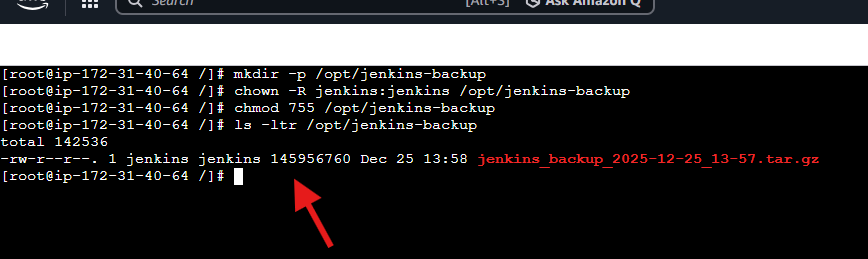 Search [Alt+S] Ask Amazon Q
[root@ip-172-31-40-64 /]# mkdir -p /opt/jenkins-backup
[root@ip-172-31-40-64 /]# chown -R jenkins:jenkins /opt/jenkins-backup
[root@ip-172-31-40-64 /]# chmod 755 /opt/jenkins-backup
[root@ip-172-31-40-64 /]# ls -ltr /opt/jenkins-backup
total 142536
-rw-r--r--. 1 jenkins jenkins 145956760 Dec 25 13:58 jenkins_backup_2025-12-25_13-57.tar.gz
[root@ip-172-31-40-64 /]#